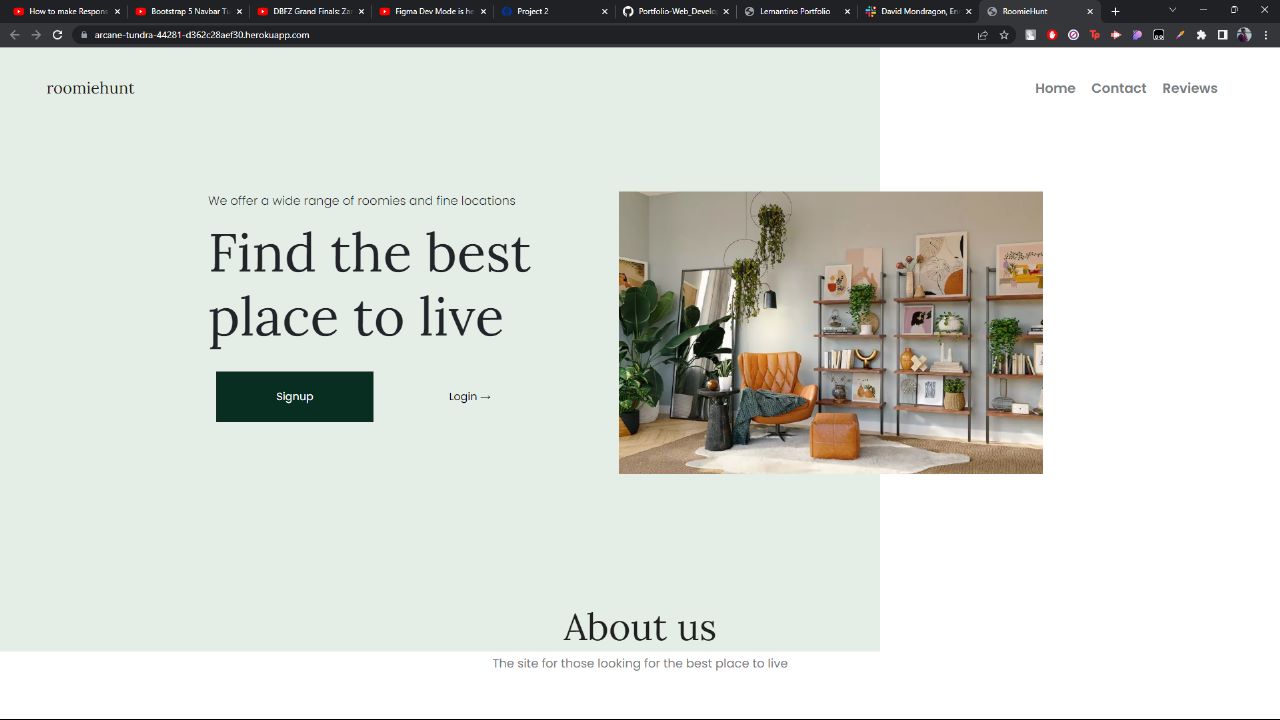 How to make Respons
Bootstrap 5 Navbar Tu
DBFZ Grand Finals: Za
Figma Dev Mode is he
Project 2
Portfolio-Web_Develo
Lemantino Portfolio
David Mondragon, Er
RoomieHunt
arcane-tundra-44281-d362c28aef30.herokuapp.com
roomiehunt
Home Contact Reviews
We offer a wide range of roomies and fine locations
Find the best
place to live
Signup
Login →
About us
The site for those looking for the best place to live